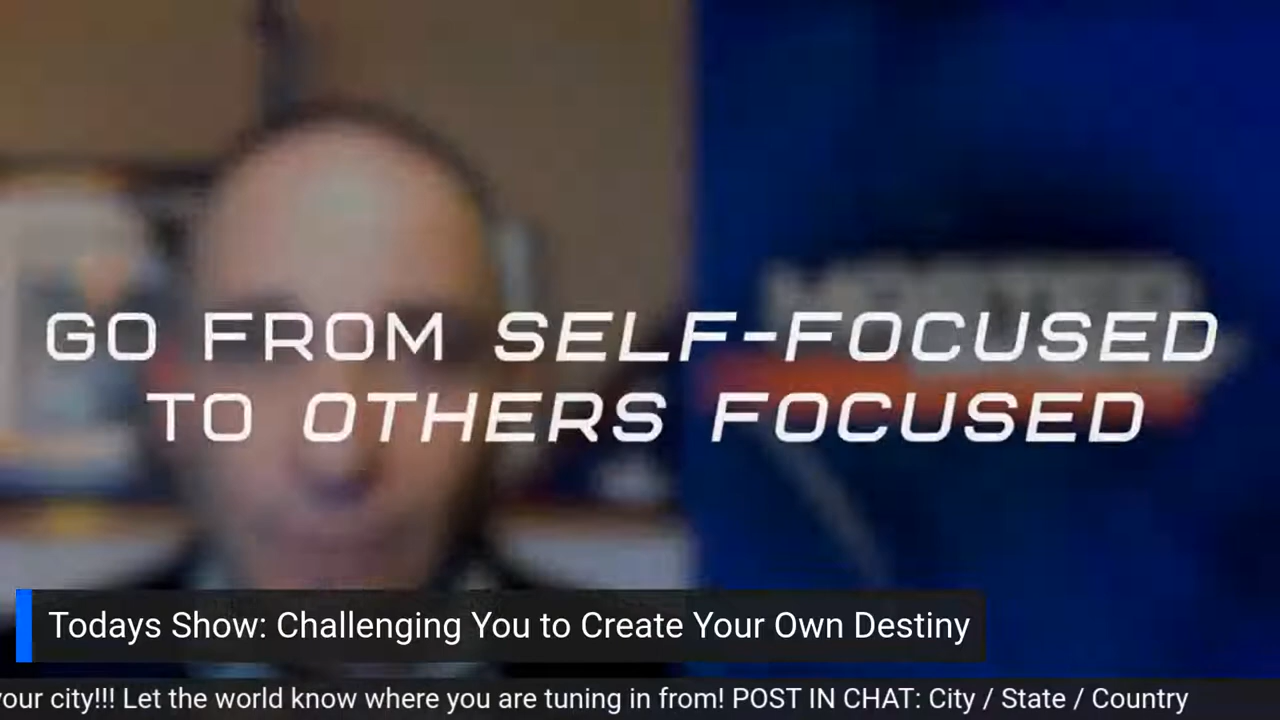 GO FROM SELF-FOCUSED
TO OTHERS FOCUSED
Todays Show: Challenging You to Create Your Own Destiny
your city!!! Let the world know where you are tuning in from! POST IN CHAT: City / State / Country